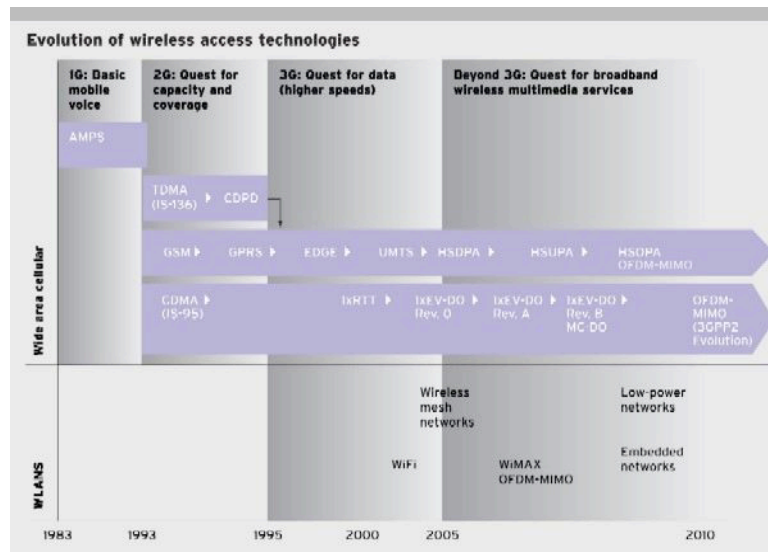 Evolution of wireless access technologies
1G: Basic
mobile
voice
2G: Quest for
capacity and
coverage
3G: Quest for data
(higher speeds)
Beyond 3G: Quest for broadband
wireless multimedia services
AMPS
TDMA
(IS-136)
CDPD
GSM
GPRS
EDGE
UMTS
HSDPA
HSUPA
HSOPA
OFDM-MIMO
CDMA
(IS-95)
1xRTT
1xEV-DO
Rev. 0
1xEV-DO
Rev. A
1xEV-DO
Rev. B
MC DO
OFDM-
MIMO
(3GPP2
Evolution)
Wide area cellular
Wireless
mesh
networks
Low-power
networks
WiFi
WiMAX
OFDM-MIMO
Embedded
networks
WLANS
1983
1993
1995
2000
2005
2010